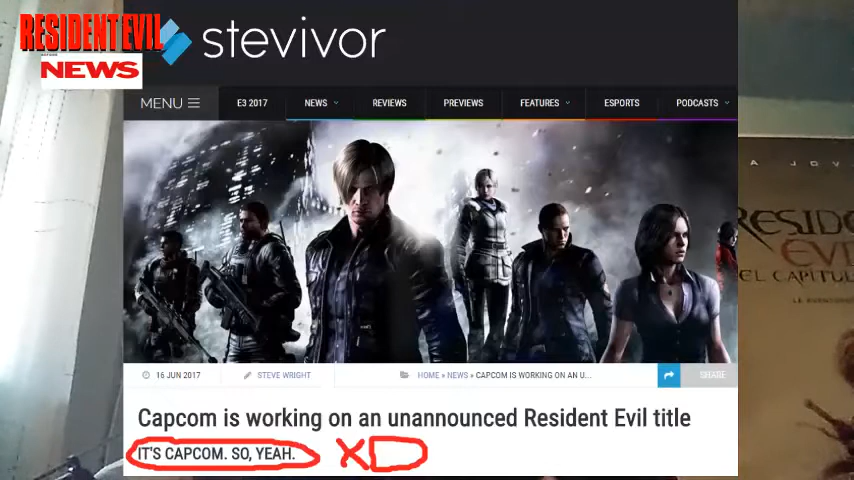 RESIDENT EVIL
NEWS
stevivor
MENU
E3 2017
NEWS
REVIEWS
PREVIEWS
FEATURES
ESPORTS
PODCASTS
A JOV
RESIDE
EVI
EL CAPITUL
16 JUN 2017
STEVE WRIGHT
HOME » NEWS » CAPCOM IS WORKING ON AN U...
SHARE
Capcom is working on an unannounced Resident Evil title
IT'S CAPCOM. SO, YEAH.
XD